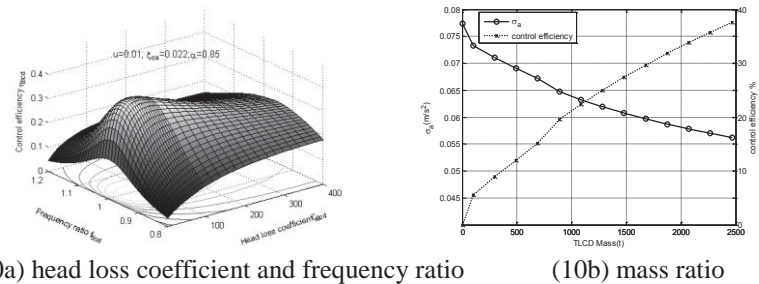 u=0.01; ξ=0.022,α=0.85
Control efficiency η
0.4
0.3
0.2
0.1
0
1.2
1.1
1
0.9
0.8
Frequency ratio f
100
200
300
400
Head loss coefficient
0.08
0.075
0.07
0.065
0.06
0.055
0.05
0.045
σa(m/s²)
σa
control efficiency
40
30
20
10
0
control efficiency %
0 500 1000 1500 2000 2500
TLCD Mass(t)
0a) head loss coefficient and frequency ratio (10b) mass ratio